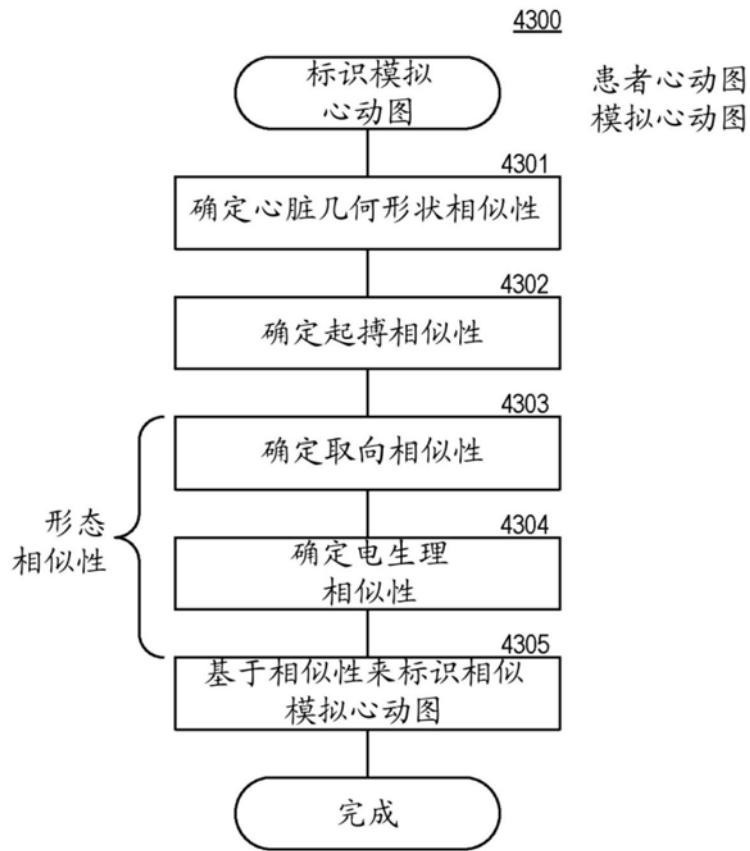 4300
标识模拟
心动图
患者心动图
模拟心动图
4301
确定心脏几何形状相似性
4302
确定起搏相似性
4303
确定取向相似性
形态
相似性
4304
确定电生理
相似性
4305
基于相似性来标识相似
模拟心动图
完成